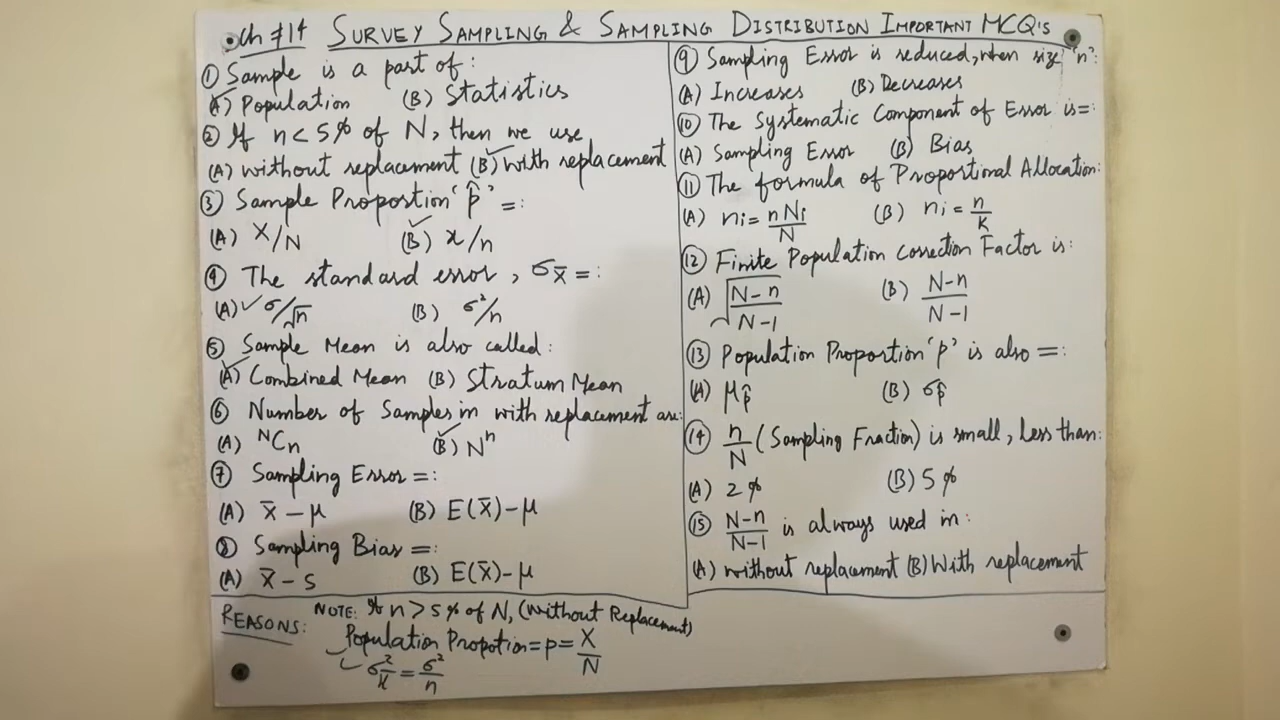 Ch #14 SURVEY SAMPLING & SAMPLING DISTRIBUTION IMPORTANT MCQ's
① Sample is a part of:
(A) Population (B) Statistics
② If n < 5% of N, then we use
(A) without replacement (B) with replacement
③ Sample Proportion 'p̂' =:
(A) X/N (B) x/n
④ The standard error, σx̄ =:
(A) σ/√n (B) σ²/n
⑤ Sample Mean is also called:
(A) Combined Mean (B) Stratum Mean
⑥ Number of Samples in with replacement are:
(A) ᴺCn (B) Nⁿ
⑦ Sampling Error =:
(A) x̄ - μ (B) E(x̄) - μ
⑧ Sampling Bias =:
(A) x̄ - s (B) E(x̄) - μ
⑨ Sampling Error is reduced, when size "n":
(A) Increases (B) Decreases
⑩ The Systematic Component of Error is =:
(A) Sampling Error (B) Bias
⑪ The formula of Proportional Allocation:
(A) ni = nNi/N (B) ni = n/k
⑫ Finite Population Correction Factor is:
(A) √(N-n/N-1) (B) N-n/N-1
⑬ Population Proportion 'p' is also =:
(A) μp̂ (B) σp̂
⑭ n/N (Sampling Fraction) is small, Less than:
(A) 2% (B) 5%
⑮ N-n/N-1 is always used in:
(A) without replacement (B) With replacement
REASONS: NOTE: If n > 5% of N, (Without Replacement)
Population Propotion = p = X/N
σ²x̄ = σ²/n